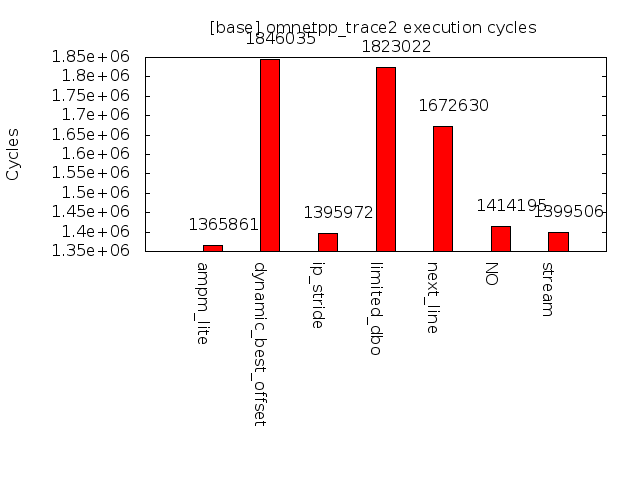 [base] omnetpp_trace2 execution cycles
1846035
1823022
1672630
1414195
1399506
1395972
1365861
1.85e+06
1.8e+06
1.75e+06
1.7e+06
1.65e+06
1.6e+06
1.55e+06
1.5e+06
1.45e+06
1.4e+06
1.35e+06
Cycles
ampm_lite
dynamic_best_offset
ip_stride
limited_dbo
next_line
NO
stream